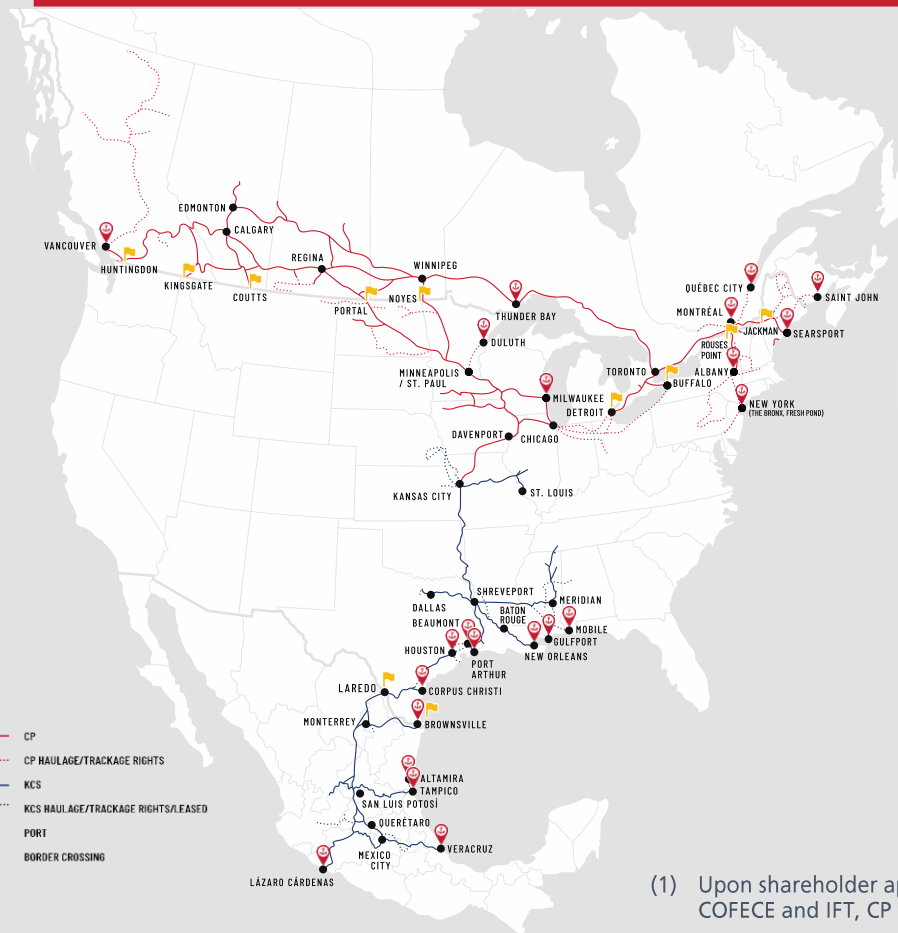 EDMONTON
CALGARY
VANCOUVER
HUNTINGDON
KINGSGATE
COUTTS
REGINA
WINNIPEG
PORTAL
NOYES
THUNDER BAY
DULUTH
MINNEAPOLIS
/ ST. PAUL
QUÉBEC CITY
SAINT JOHN
MONTRÉAL
JACKMAN
SEARSPORT
ROUSES
POINT
TORONTO
ALBANY
BUFFALO
MILWAUKEE
DETROIT
NEW YORK
(THE BRONX, FRESH POND)
DAVENPORT
CHICAGO
KANSAS CITY
ST. LOUIS
SHREVEPORT
MERIDIAN
DALLAS
BATON
ROUGE
BEAUMONT
MOBILE
GULFPORT
HOUSTON
NEW ORLEANS
PORT
ARTHUR
LAREDO
CORPUS CHRISTI
MONTERREY
BROWNSVILLE
ALTAMIRA
TAMPICO
SAN LUIS POTOSÍ
QUERÉTARO
MEXICO
CITY
VERACRUZ
LÁZARO CÁRDENAS
CP
CP HAULAGE/TRACKAGE RIGHTS
KCS
KCS HAULAGE/TRACKAGE RIGHTS/LEASED
PORT
BORDER CROSSING
(1) Upon shareholder ap
COFECE and IFT, CP